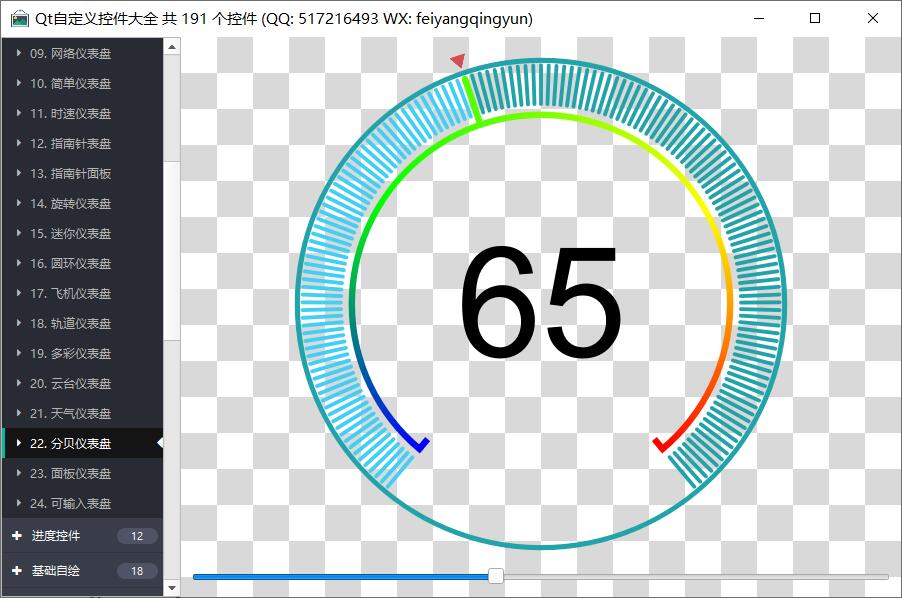 Qt自定义控件大全 共 191 个控件 (QQ: 517216493 WX: feiyangqingyun)
09. 网络仪表盘
10. 简单仪表盘
11. 时速仪表盘
12. 指南针表盘
13. 指南针面板
14. 旋转仪表盘
15. 迷你仪表盘
16. 圆环仪表盘
17. 飞机仪表盘
18. 轨道仪表盘
19. 多彩仪表盘
20. 云台仪表盘
21. 天气仪表盘
22. 分贝仪表盘
23. 面板仪表盘
24. 可输入表盘
进度控件 12
基础自绘 18
65